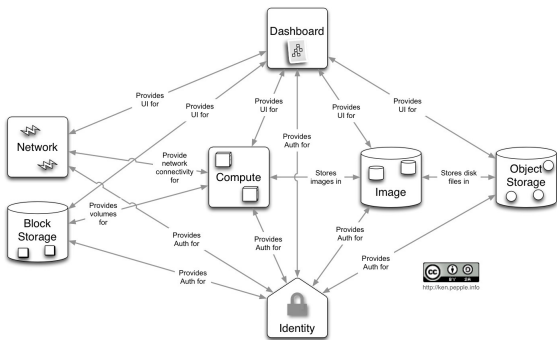 Dashboard
Provides
UI for
Provides
UI for
Provides
UI for
Provides
UI for
Provides
UI for
Provides
Auth for
Network
Provide
network
connectivity
for
Compute
Stores
images in
Image
Stores disk
files in
Object
Storage
Block
Storage
Provides
volumes
for
Provides
Auth for
Provides
Auth for
Provides
Auth for
Provides
Auth for
Provides
Auth for
Identity
cc
BY SA
http://ken.pepple.info